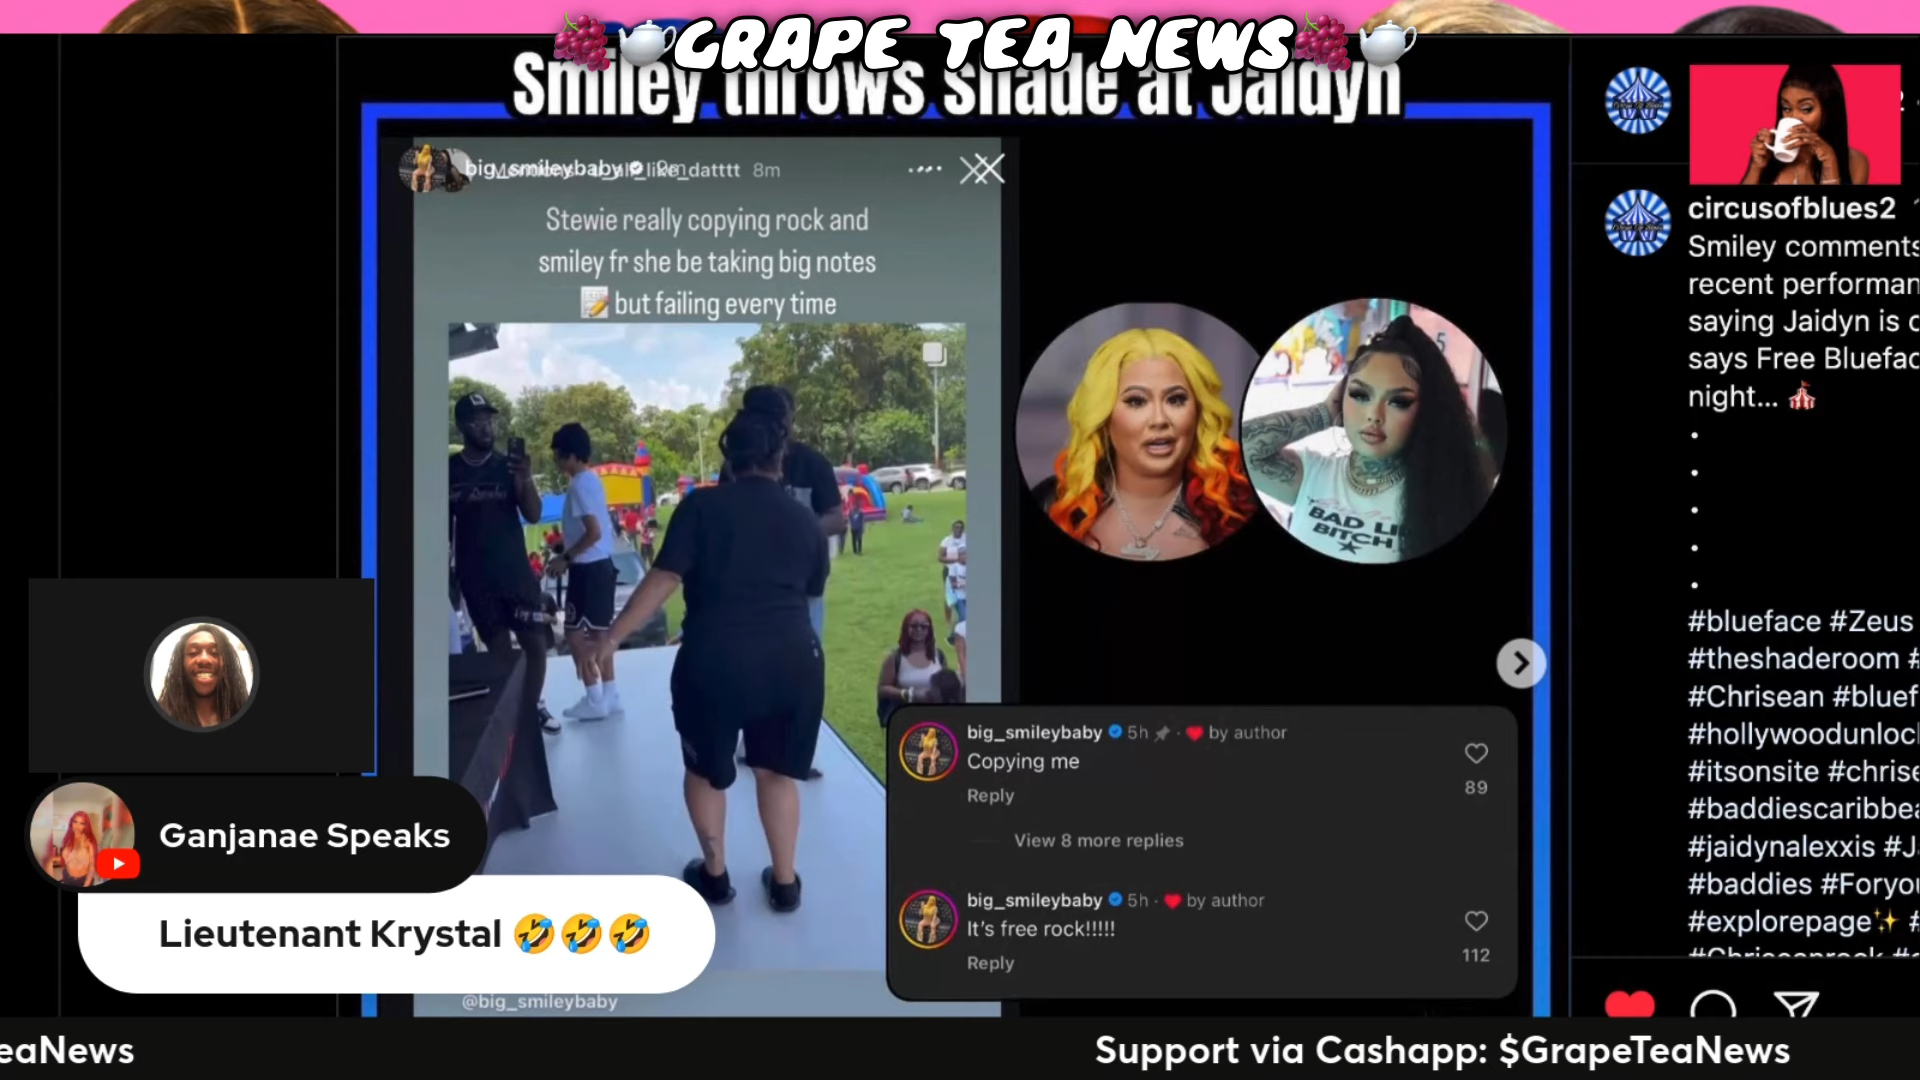 GRAPE TEA NEWS
Smiley throws shade at Jaidyn
big_smileybaby 9m
8m
Stewie really copying rock and
smiley fr she be taking big notes
📝 but failing every time
BAD
BITCH
big_smileybaby 5h · by author
Copying me
89
Reply
View 8 more replies
big_smileybaby 5h · by author
It's free rock!!!!!
112
Reply
@big_smileybaby
circusofblues2
Smiley comments
recent performan
saying Jaidyn is
says Free Bluefac
night... 🎪
.
.
.
.
.
#blueface #Zeus
#theshaderoom #
#Chrisean #bluef
#hollywoodunloc
#itsonsite #chrise
#baddiescaribbea
#jaidynalexxis #J
#baddies #Foryou
#explorepage✨ #
Ganjanae Speaks
Lieutenant Krystal 🤣🤣🤣
eaNews
Support via Cashapp: $GrapeTeaNews